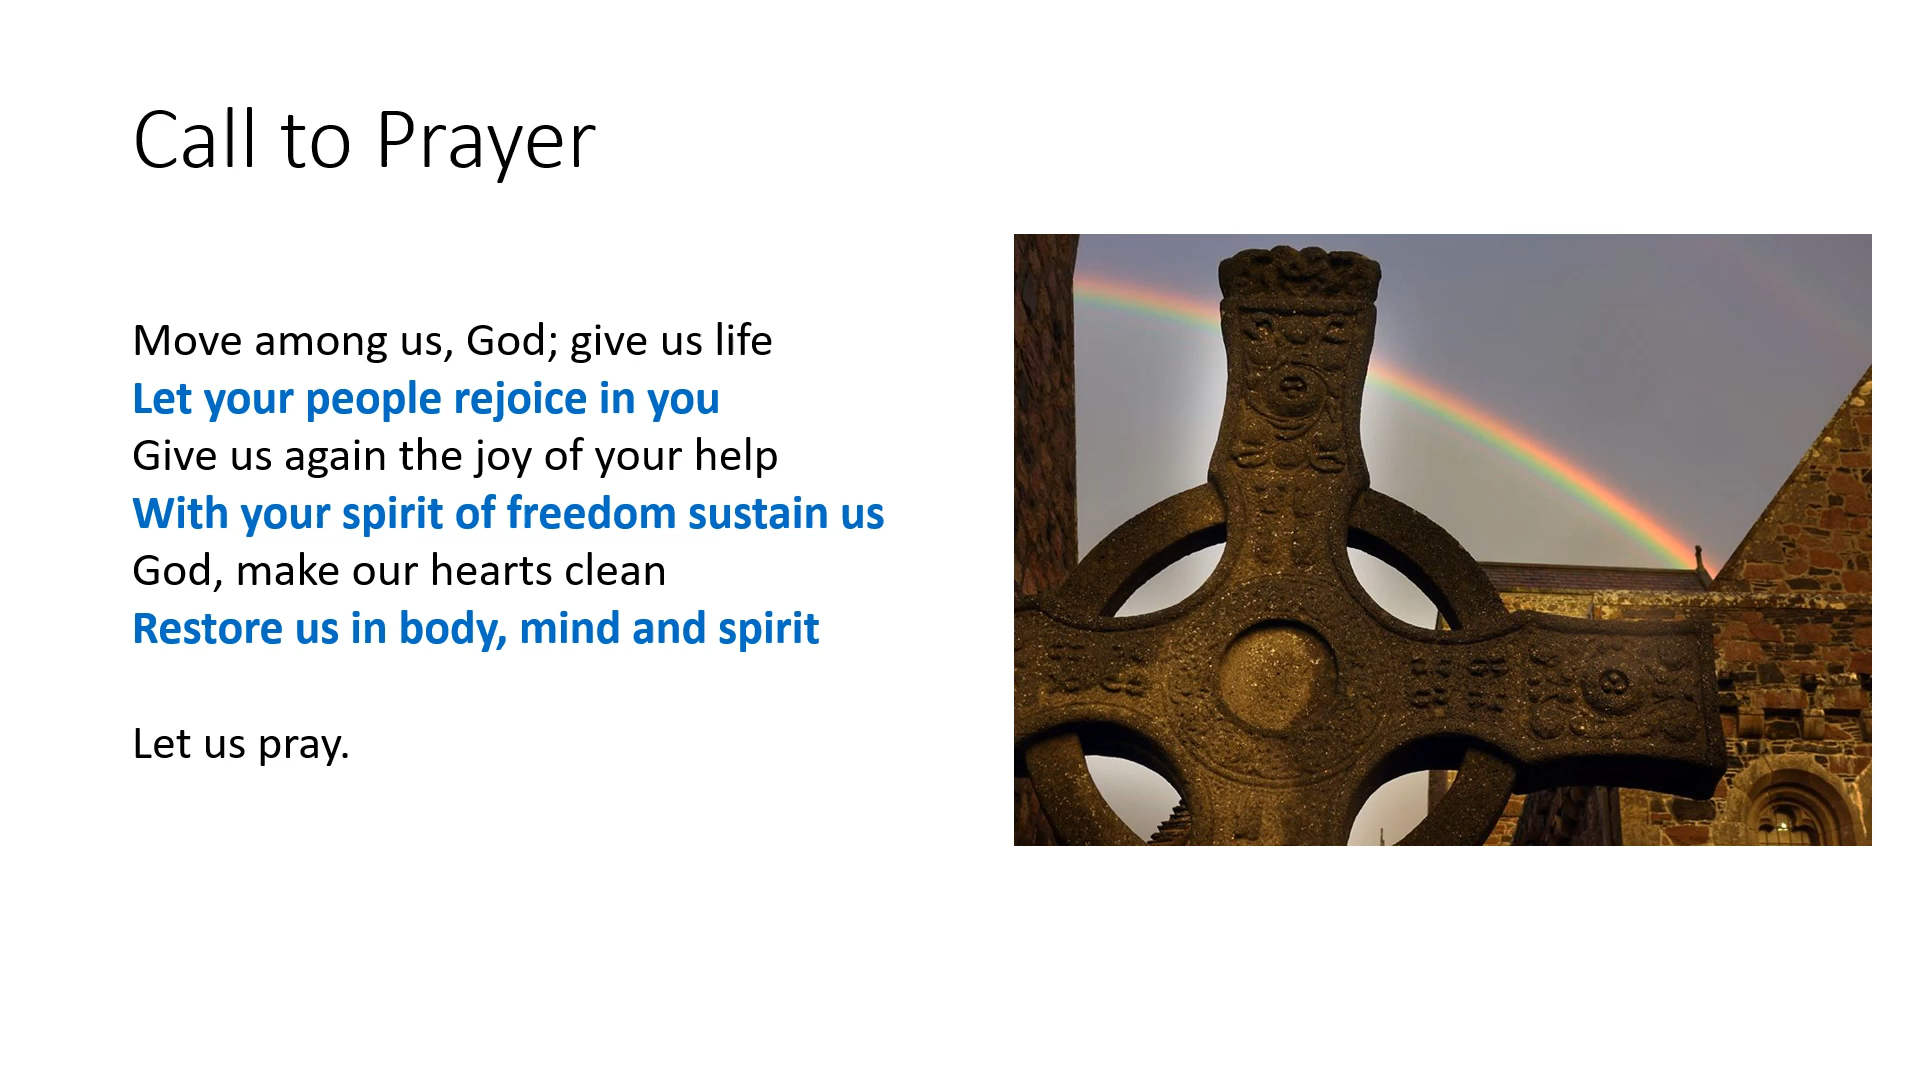 Call to Prayer
Move among us, God; give us life
Let your people rejoice in you
Give us again the joy of your help
With your spirit of freedom sustain us
God, make our hearts clean
Restore us in body, mind and spirit
Let us pray.